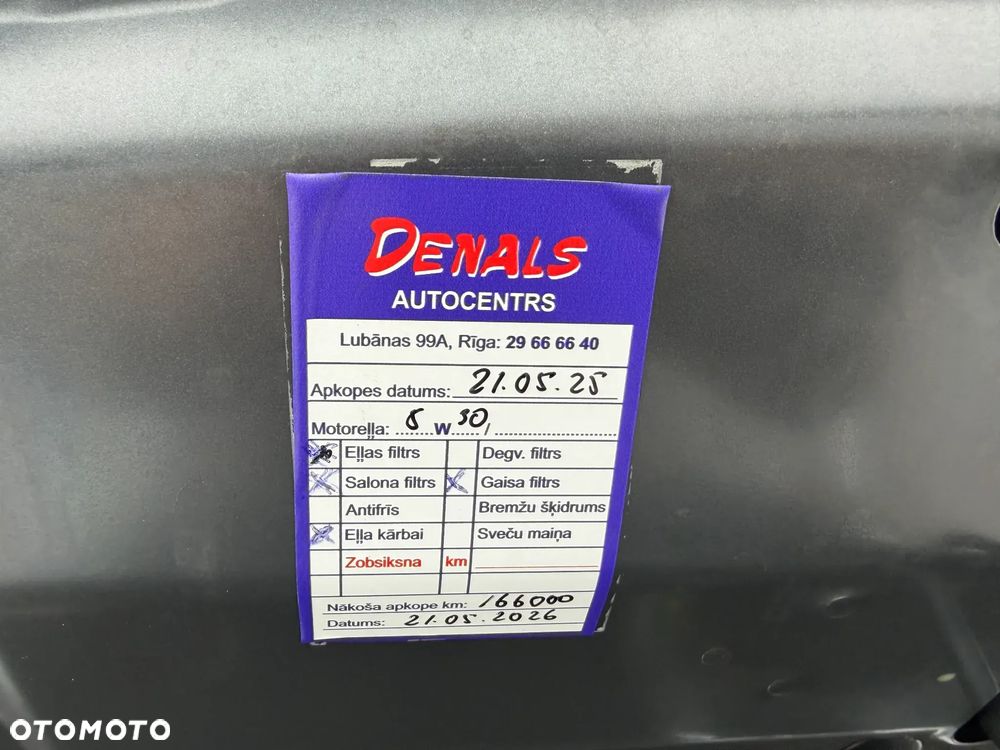 DENALS
AUTOCENTRS
Lubānas 99A, Rīga: 29 66 66 40
Apkopes datums: 21.05.25
Motoreļļa: 5 W 30/
Eļļas filtrs Degv. filtrs
Salona filtrs Gaisa filtrs
Antifrīs Bremžu šķidrums
Eļļa kārbai Sveču maiņa
Zobsiksna km
Nākoša apkope km: 166000
Datums: 21.05.2026
OTOMOTO